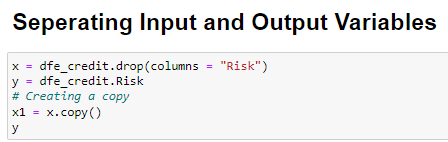 Seperating Input and Output Variables
x = dfe_credit.drop(columns = "Risk")
y = dfe_credit.Risk
# Creating a copy
x1 = x.copy()
y